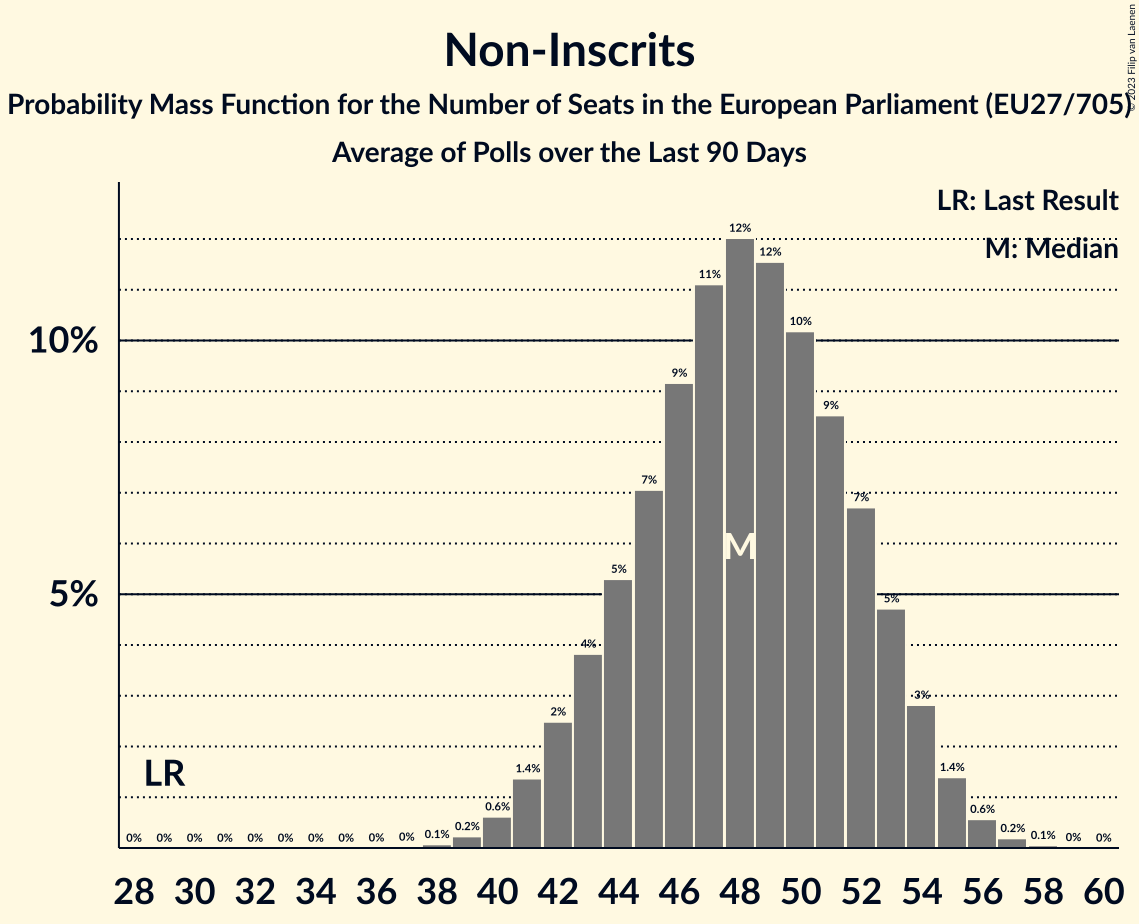 Non-Inscrits
Probability Mass Function for the Number of Seats in the European Parliament (EU27/705)
Average of Polls over the Last 90 Days
© 2023 Filip van Laenen
LR: Last Result
M: Median
10%
5%
0% 0% 0% 0% 0% 0% 0% 0% 0% 0% 0.1% 0.2% 0.6% 1.4% 2% 4% 5% 7% 9% 11% 12% 12% 10% 9% 7% 5% 3% 1.4% 0.6% 0.2% 0.1% 0% 0%
M
LR
28 30 32 34 36 38 40 42 44 46 48 50 52 54 56 58 60